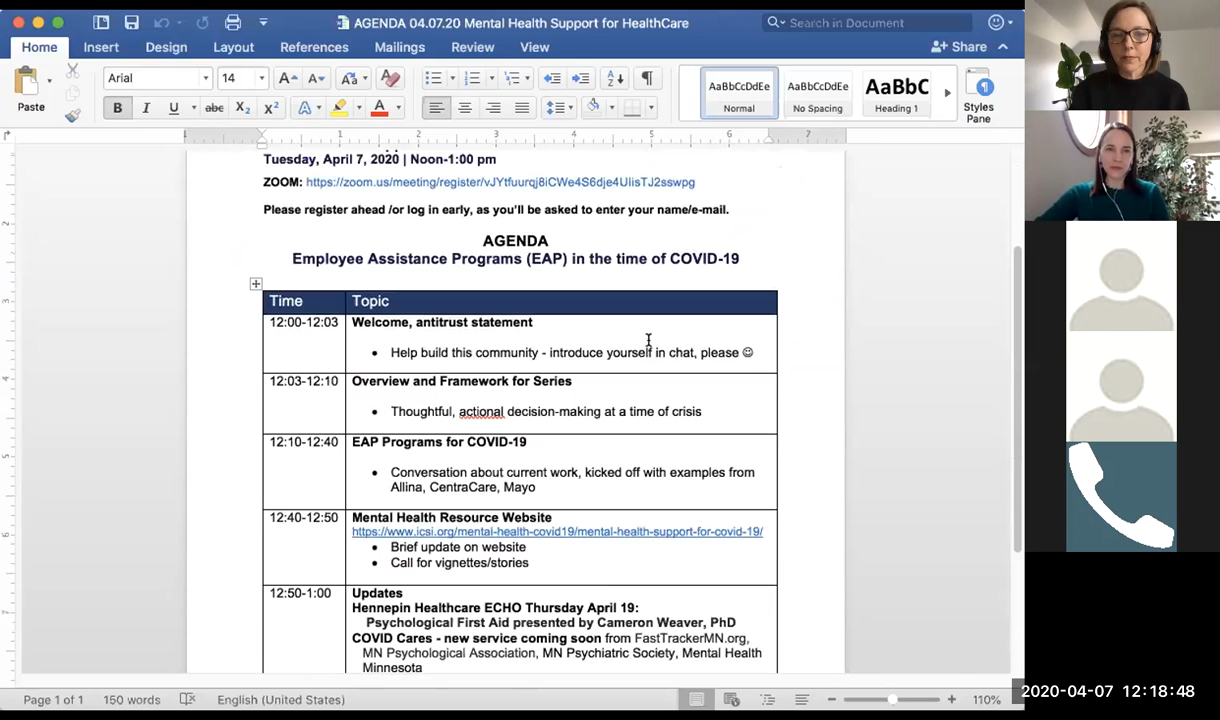 AGENDA 04.07.20 Mental Health Support for HealthCare
Search in Document
Home Insert Design Layout References Mailings Review View
Share
Paste
Arial 14
AaBbCcDdEe AaBbCcDdEe AaBbC
Normal No Spacing Heading 1
Styles Pane
Tuesday, April 7, 2020 | Noon-1:00 pm
ZOOM: https://zoom.us/meeting/register/vJYtfuurqj8iCWe4S6dje4UIisTJ2sswpg
Please register ahead /or log in early, as you'll be asked to enter your name/e-mail.
AGENDA
Employee Assistance Programs (EAP) in the time of COVID-19
Time Topic
12:00-12:03 Welcome, antitrust statement
• Help build this community - introduce yourself in chat, please ☺
12:03-12:10 Overview and Framework for Series
• Thoughtful, actional decision-making at a time of crisis
12:10-12:40 EAP Programs for COVID-19
• Conversation about current work, kicked off with examples from
Allina, CentraCare, Mayo
12:40-12:50 Mental Health Resource Website
https://www.icsi.org/mental-health-covid19/mental-health-support-for-covid-19/
• Brief update on website
• Call for vignettes/stories
12:50-1:00 Updates
Hennepin Healthcare ECHO Thursday April 19:
Psychological First Aid presented by Cameron Weaver, PhD
COVID Cares - new service coming soon from FastTrackerMN.org,
MN Psychological Association, MN Psychiatric Society, Mental Health
Minnesota
Page 1 of 1 150 words English (United States) 110%
2020-04-07 12:18:48